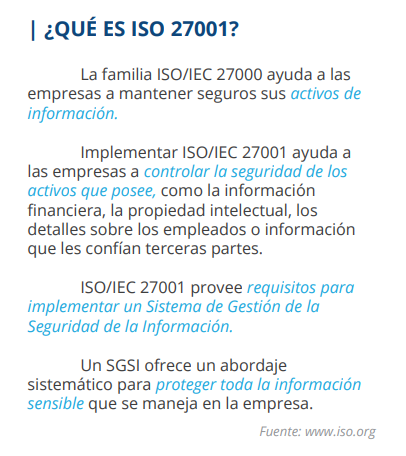 | ¿QUÉ ES ISO 27001?
La familia ISO/IEC 27000 ayuda a las
empresas a mantener seguros sus activos de
información.
Implementar ISO/IEC 27001 ayuda a
las empresas a controlar la seguridad de los
activos que posee, como la información
financiera, la propiedad intelectual, los
detalles sobre los empleados o información
que les confían terceras partes.
ISO/IEC 27001 provee requisitos para
implementar un Sistema de Gestión de la
Seguridad de la Información.
Un SGSI ofrece un abordaje
sistemático para proteger toda la información
sensible que se maneja en la empresa.
Fuente: www.iso.org